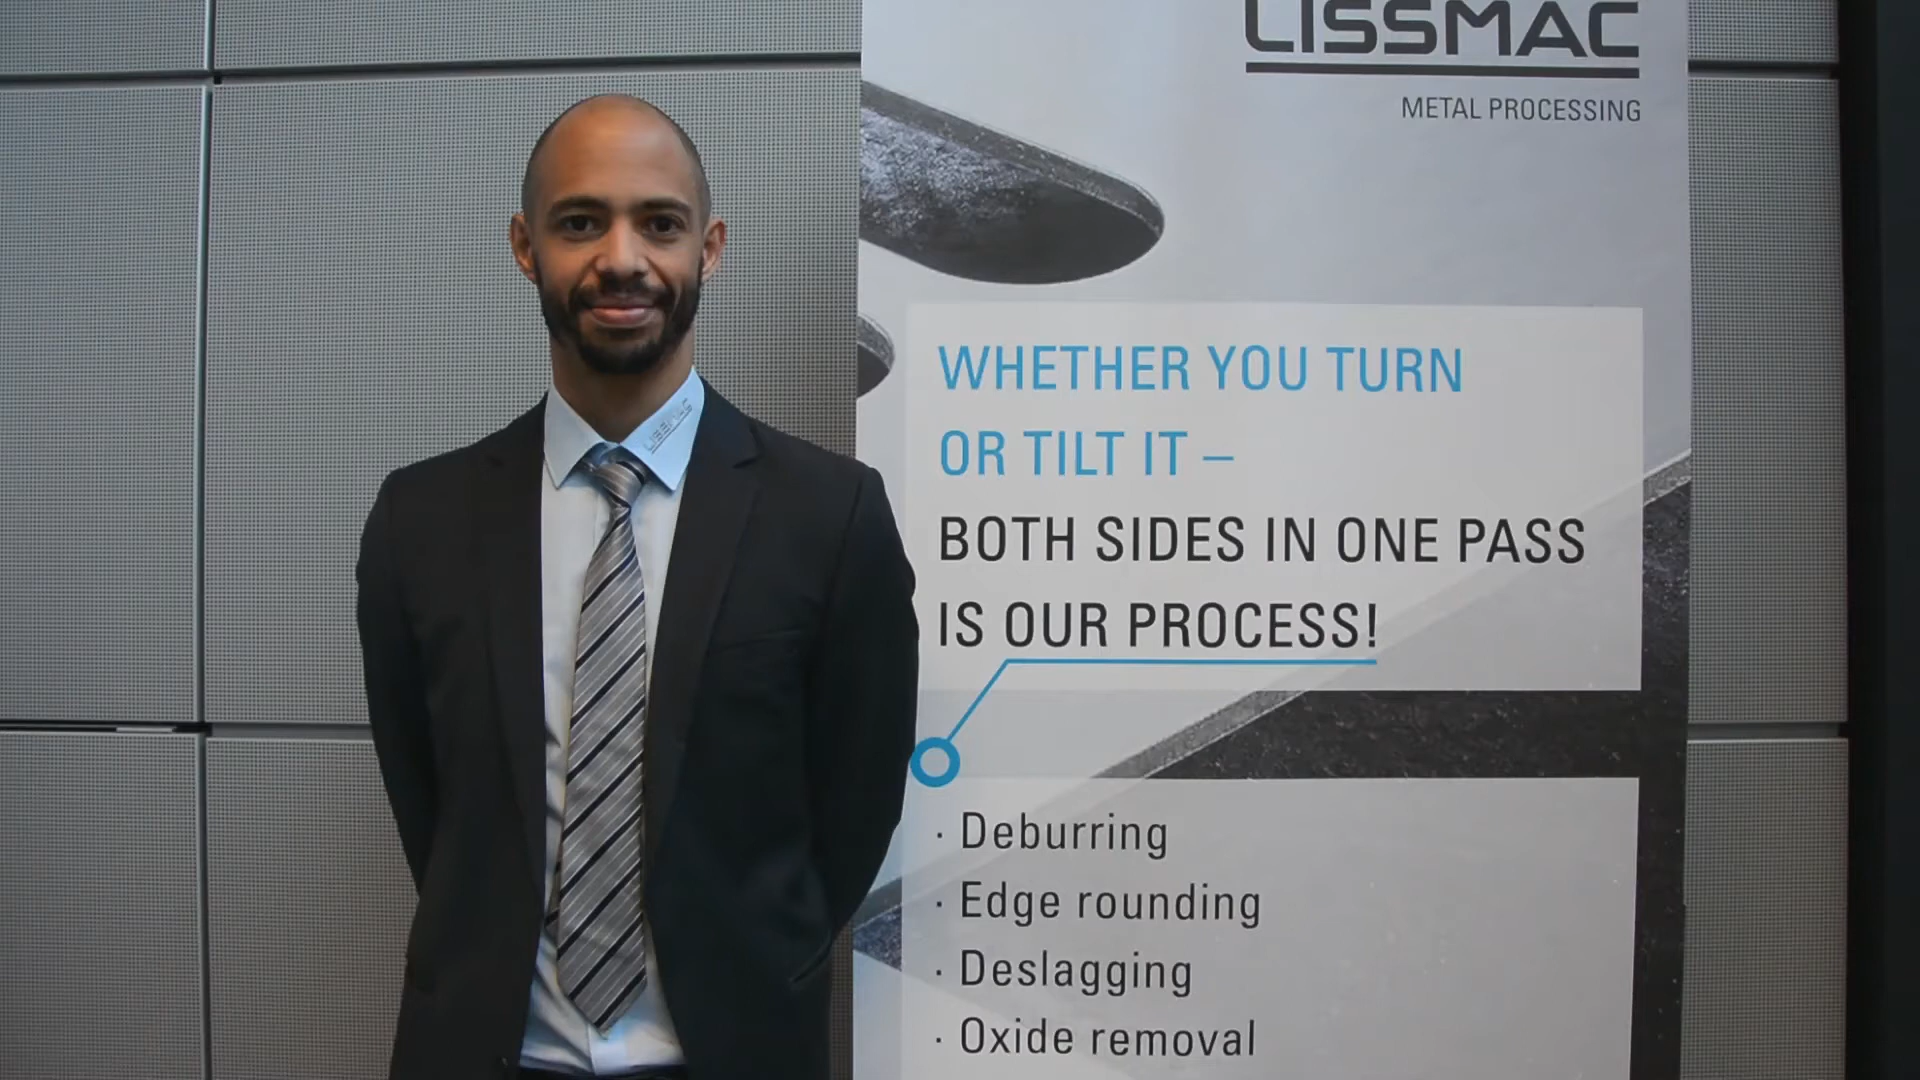 LISSMAC
METAL PROCESSING
WHETHER YOU TURN
OR TILT IT –
BOTH SIDES IN ONE PASS
IS OUR PROCESS!
· Deburring
· Edge rounding
· Deslagging
· Oxide removal
LISSMAC